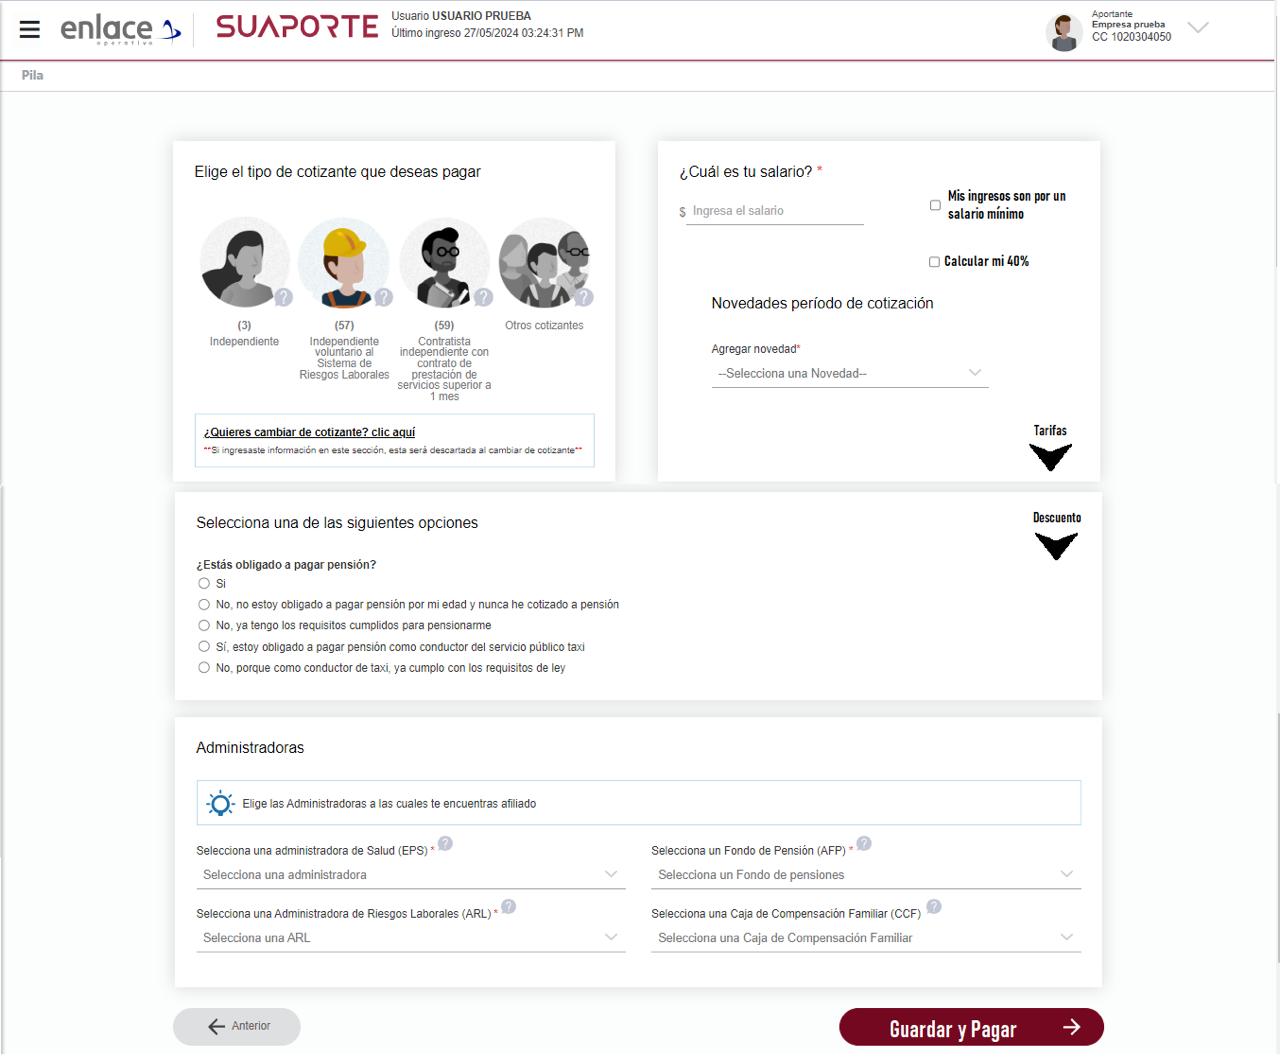 enlace
operativo
SUAPORTE
Usuario USUARIO PRUEBA
Último ingreso 27/05/2024 03:24:31 PM
Aportante
Empresa prueba
CC 1020304050
Pila
Elige el tipo de cotizante que deseas pagar
?
?
?
?
(3)
Independiente
(57)
Independiente
voluntario al
Sistema de
Riesgos Laborales
(59)
Contratista
independiente con
contrato de
prestación de
servicios superior a
1 mes
Otros cotizantes
¿Quieres cambiar de cotizante? clic aquí
**Si ingresaste información en este sección, esta será descartada al cambiar de cotizante**
¿Cuál es tu salario? *
$ Ingresa el salario
Mis ingresos son por un
salario mínimo
Calcular mi 40%
Novedades período de cotización
Agregar novedad*
--Selecciona una Novedad--
Tarifas
Selecciona una de las siguientes opciones
Descuento
¿Estás obligado a pagar pensión?
Si
No, no estoy obligado a pagar pensión por mi edad y nunca he cotizado a pensión
No, ya tengo los requisitos cumplidos para pensionarme
Sí, estoy obligado a pagar pensión como conductor del servicio público taxi
No, porque como conductor de taxi, ya cumplo con los requisitos de ley
Administradoras
Elige las Administradoras a las cuales te encuentras afiliado
Selecciona una administradora de Salud (EPS) * ?
Selecciona una administradora
Selecciona un Fondo de Pensión (AFP) * ?
Selecciona un Fondo de pensiones
Selecciona una Administradora de Riesgos Laborales (ARL) * ?
Selecciona una ARL
Selecciona una Caja de Compensación Familiar (CCF) ?
Selecciona una Caja de Compensación Familiar
Anterior
Guardar y Pagar